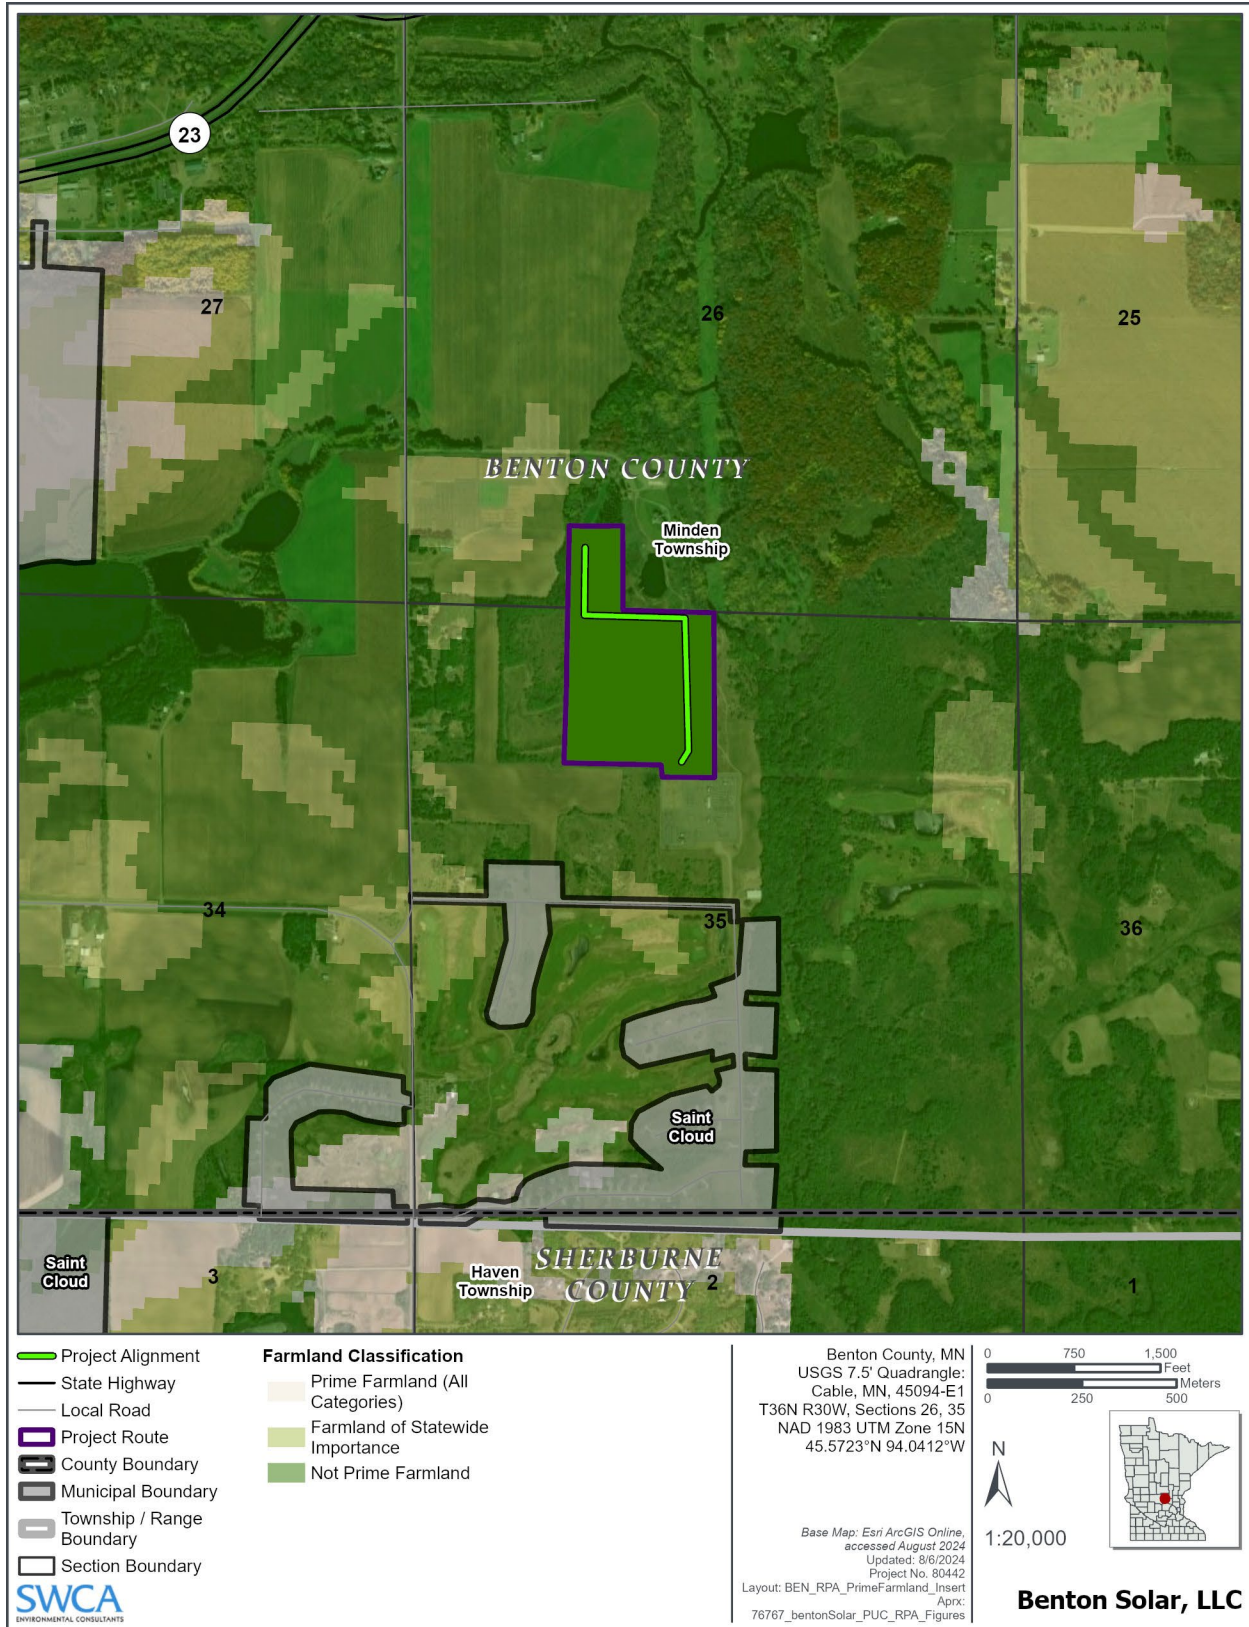 23
27
26
25
BENTON COUNTY
Minden
Township
34
35
36
Saint
Cloud
Saint
Cloud
3
Haven
Township
SHERBURNE
COUNTY
2
1
Project Alignment
State Highway
Local Road
Project Route
County Boundary
Municipal Boundary
Township / Range
Boundary
Section Boundary
SWCA
ENVIRONMENTAL CONSULTANTS
Farmland Classification
Prime Farmland (All
Categories)
Farmland of Statewide
Importance
Not Prime Farmland
Benton County, MN
USGS 7.5' Quadrangle:
Cable, MN, 45094-E1
T36N R30W, Sections 26, 35
NAD 1983 UTM Zone 15N
45.5723°N 94.0412°W
Base Map: Esri ArcGIS Online,
accessed August 2024
Updated: 8/6/2024
Project No. 80442
Layout: BEN_RPA_PrimeFarmland_Insert
Aprx:
76767_bentonSolar_PUC_RPA_Figures
0 750 1,500
Feet
Meters
0 250 500
N
1:20,000
Benton Solar, LLC